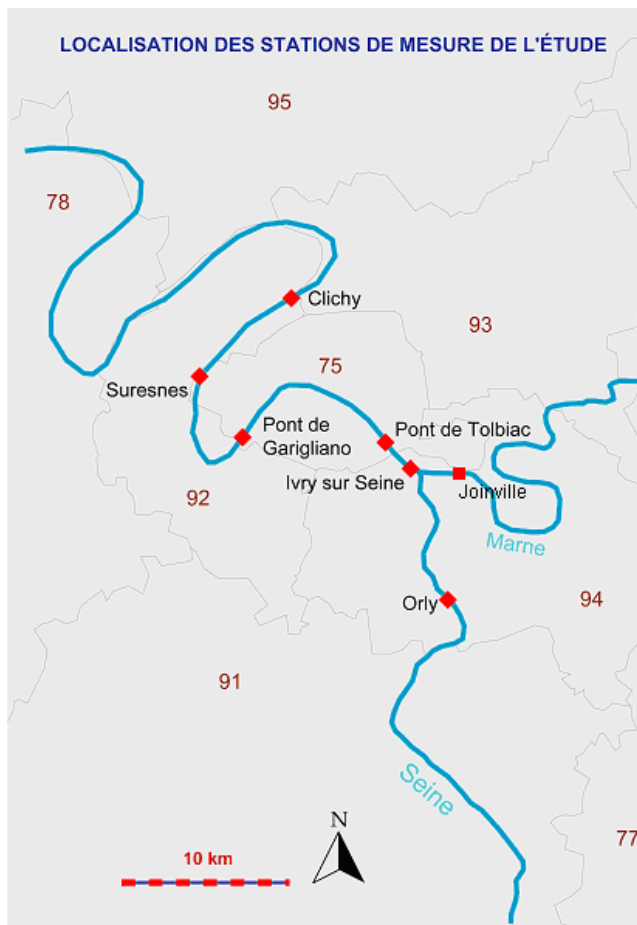 LOCALISATION DES STATIONS DE MESURE DE L'ÉTUDE
95
78
Clichy
93
75
Suresnes
Pont de
Garigliano
Pont de Tolbiac
Ivry sur Seine
Joinville
92
Marne
Orly
94
91
Seine
77
N
10 km